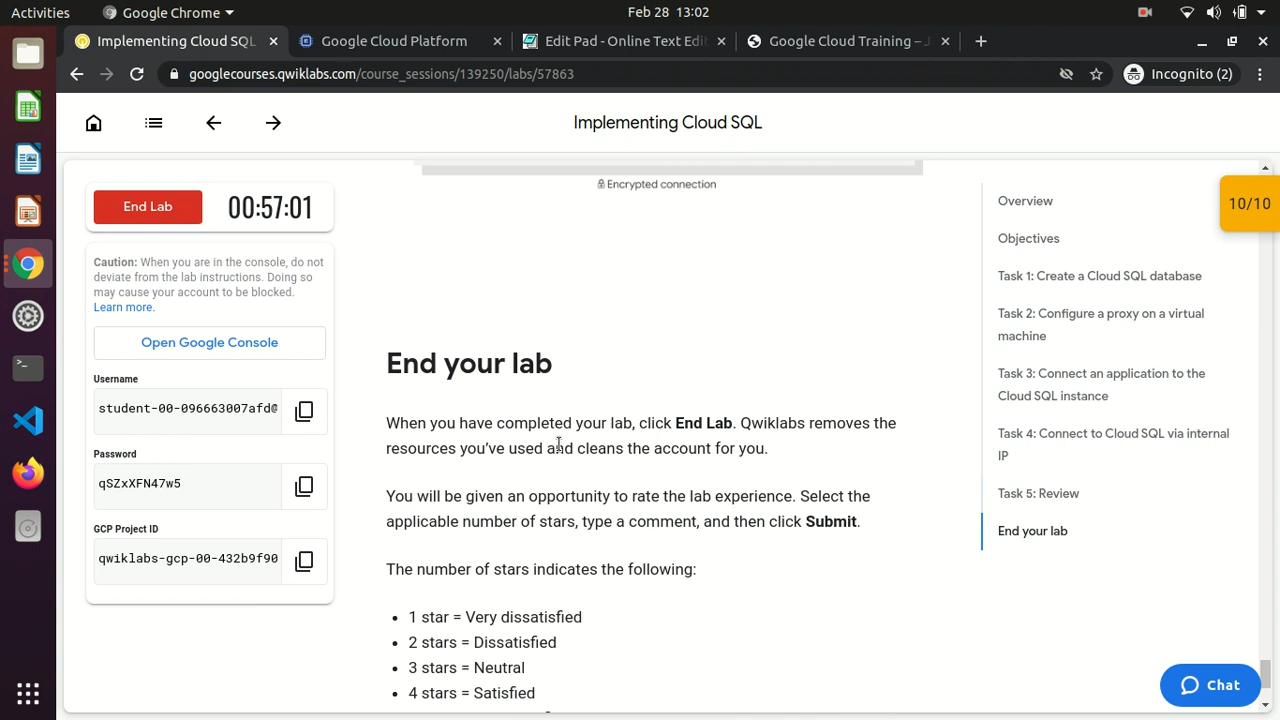 Activities
Google Chrome
Feb 28 13:02
Implementing Cloud SQL
Google Cloud Platform
Edit Pad - Online Text Edit
Google Cloud Training – J
googlecourses.qwiklabs.com/course_sessions/139250/labs/57863
Incognito (2)
Implementing Cloud SQL
End Lab
00:57:01
Caution: When you are in the console, do not
deviate from the lab instructions. Doing so
may cause your account to be blocked.
Learn more.
Open Google Console
Username
student-00-096663007afd@
Password
qSZxXFN47w5
GCP Project ID
qwiklabs-gcp-00-432b9f90
Encrypted connection
End your lab
When you have completed your lab, click End Lab. Qwiklabs removes the
resources you’ve used and cleans the account for you.
You will be given an opportunity to rate the lab experience. Select the
applicable number of stars, type a comment, and then click Submit.
The number of stars indicates the following:
• 1 star = Very dissatisfied
• 2 stars = Dissatisfied
• 3 stars = Neutral
• 4 stars = Satisfied
Overview
Objectives
Task 1: Create a Cloud SQL database
Task 2: Configure a proxy on a virtual
machine
Task 3: Connect an application to the
Cloud SQL instance
Task 4: Connect to Cloud SQL via internal
IP
Task 5: Review
End your lab
10/10
Chat